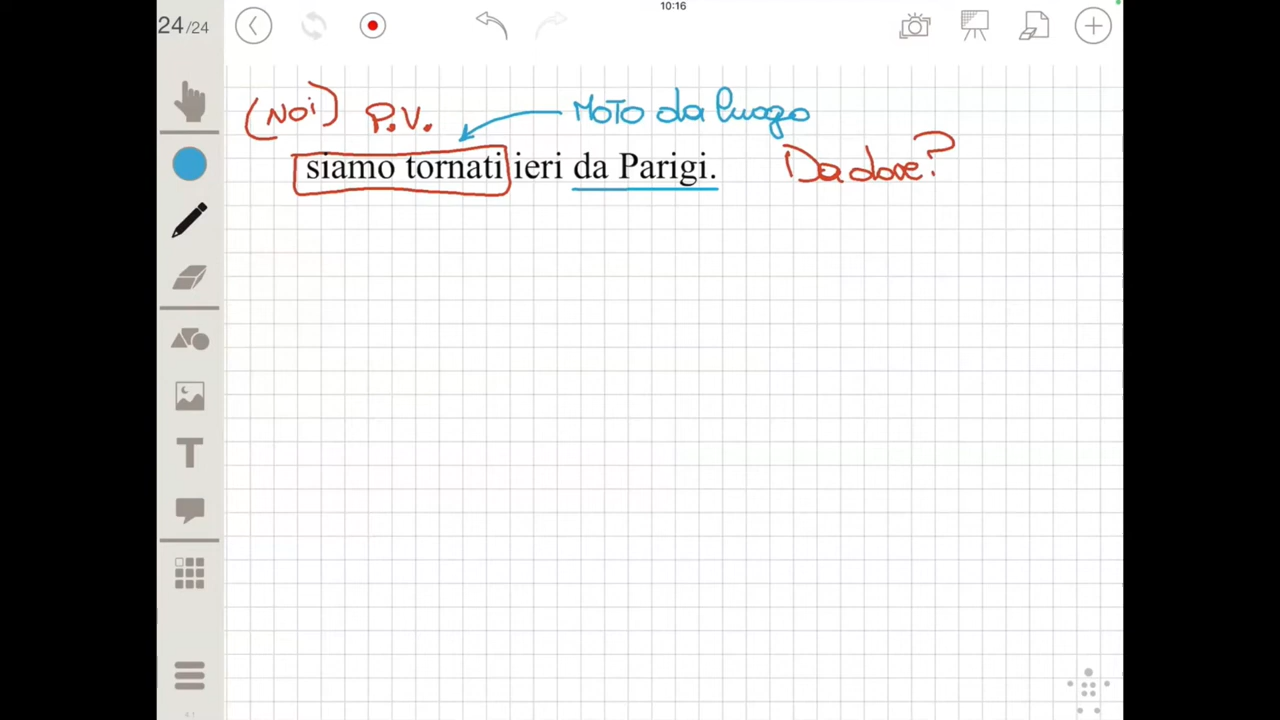 10:16
24/24
(Noi) P.V. MOTO da luogo
siamo tornati ieri da Parigi. Da dove?
T